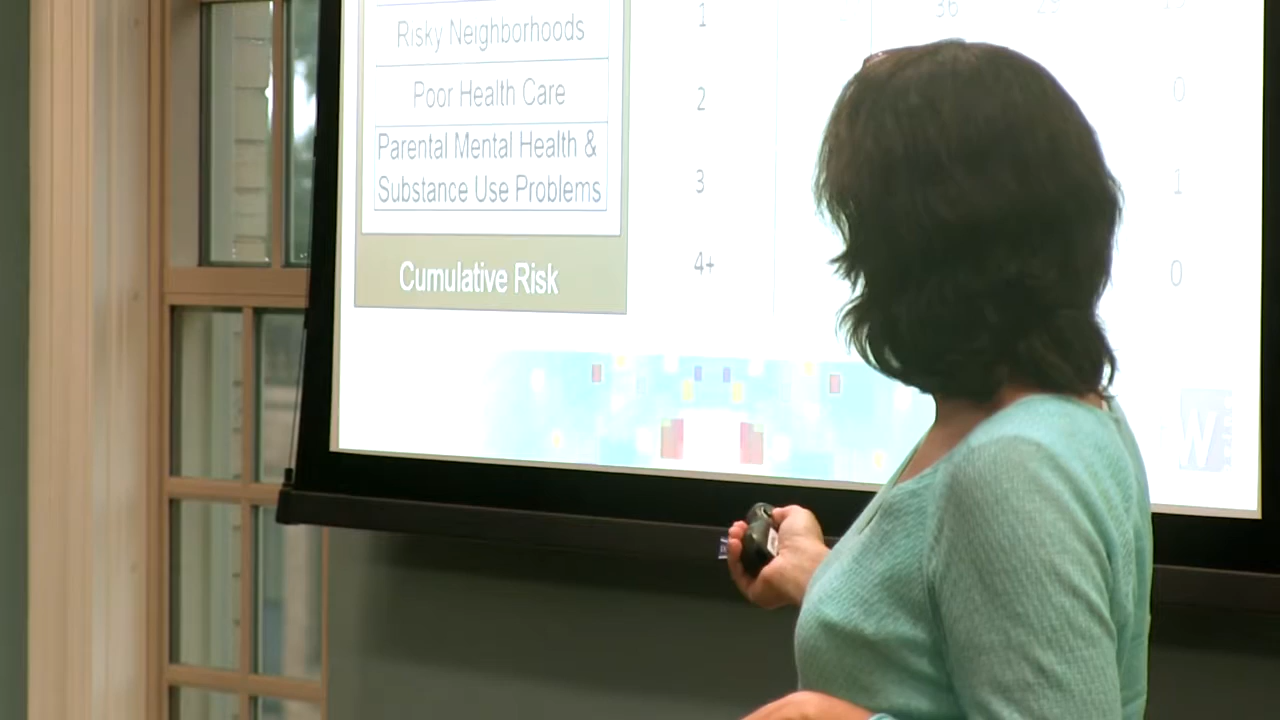 Risky Neighborhoods
1
36
Poor Health Care
2
0
Parental Mental Health &
Substance Use Problems
3
1
Cumulative Risk
4+
0
W